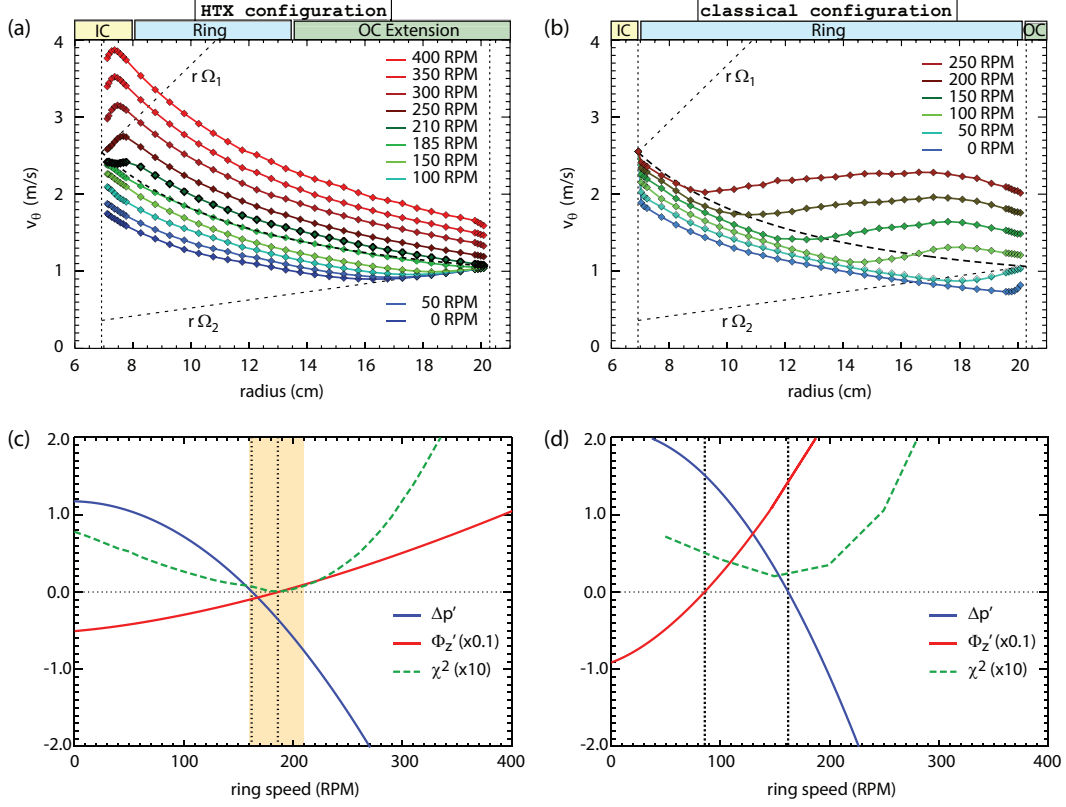 HTX configuration
classical configuration
(a)
IC
Ring
OC Extension
4
3
2
1
0
v_θ (m/s)
r Ω₁
r Ω₂
400 RPM
350 RPM
300 RPM
250 RPM
210 RPM
185 RPM
150 RPM
100 RPM
50 RPM
0 RPM
6 8 10 12 14 16 18 20
radius (cm)
(b)
IC
Ring
OC
4
3
2
1
0
v_θ (m/s)
r Ω₁
r Ω₂
250 RPM
200 RPM
150 RPM
100 RPM
50 RPM
0 RPM
6 8 10 12 14 16 18 20
radius (cm)
(c)
2.0
1.0
0.0
-1.0
-2.0
Δp′
Φ_z′ (x0.1)
χ² (x10)
0 100 200 300 400
ring speed (RPM)
(d)
2.0
1.0
0.0
-1.0
-2.0
Δp′
Φ_z′ (x0.1)
χ² (x10)
0 100 200 300 400
ring speed (RPM)